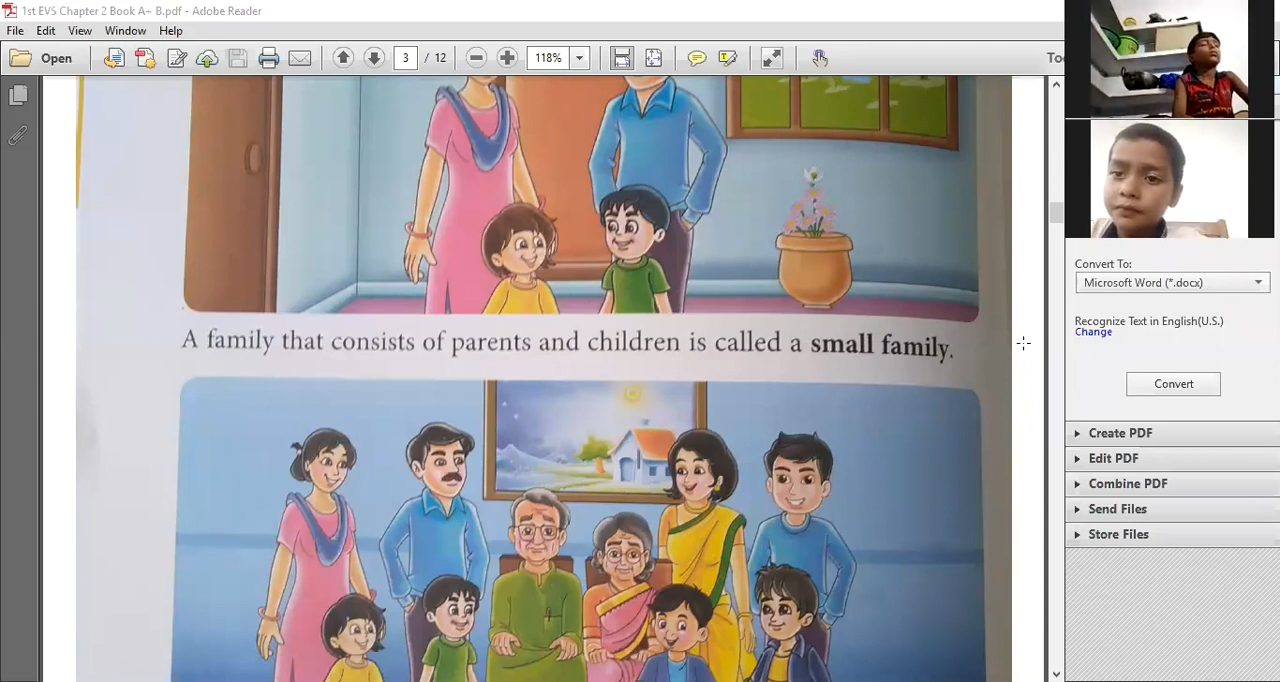 1st EVS Chapter 2 Book A+ B.pdf - Adobe Reader
File Edit View Window Help
Open 3 / 12 118%
Convert To:
Microsoft Word (*.docx)
Recognize Text in English(U.S.)
Change
Convert
Create PDF
Edit PDF
Combine PDF
Send Files
Store Files
A family that consists of parents and children is called a small family.